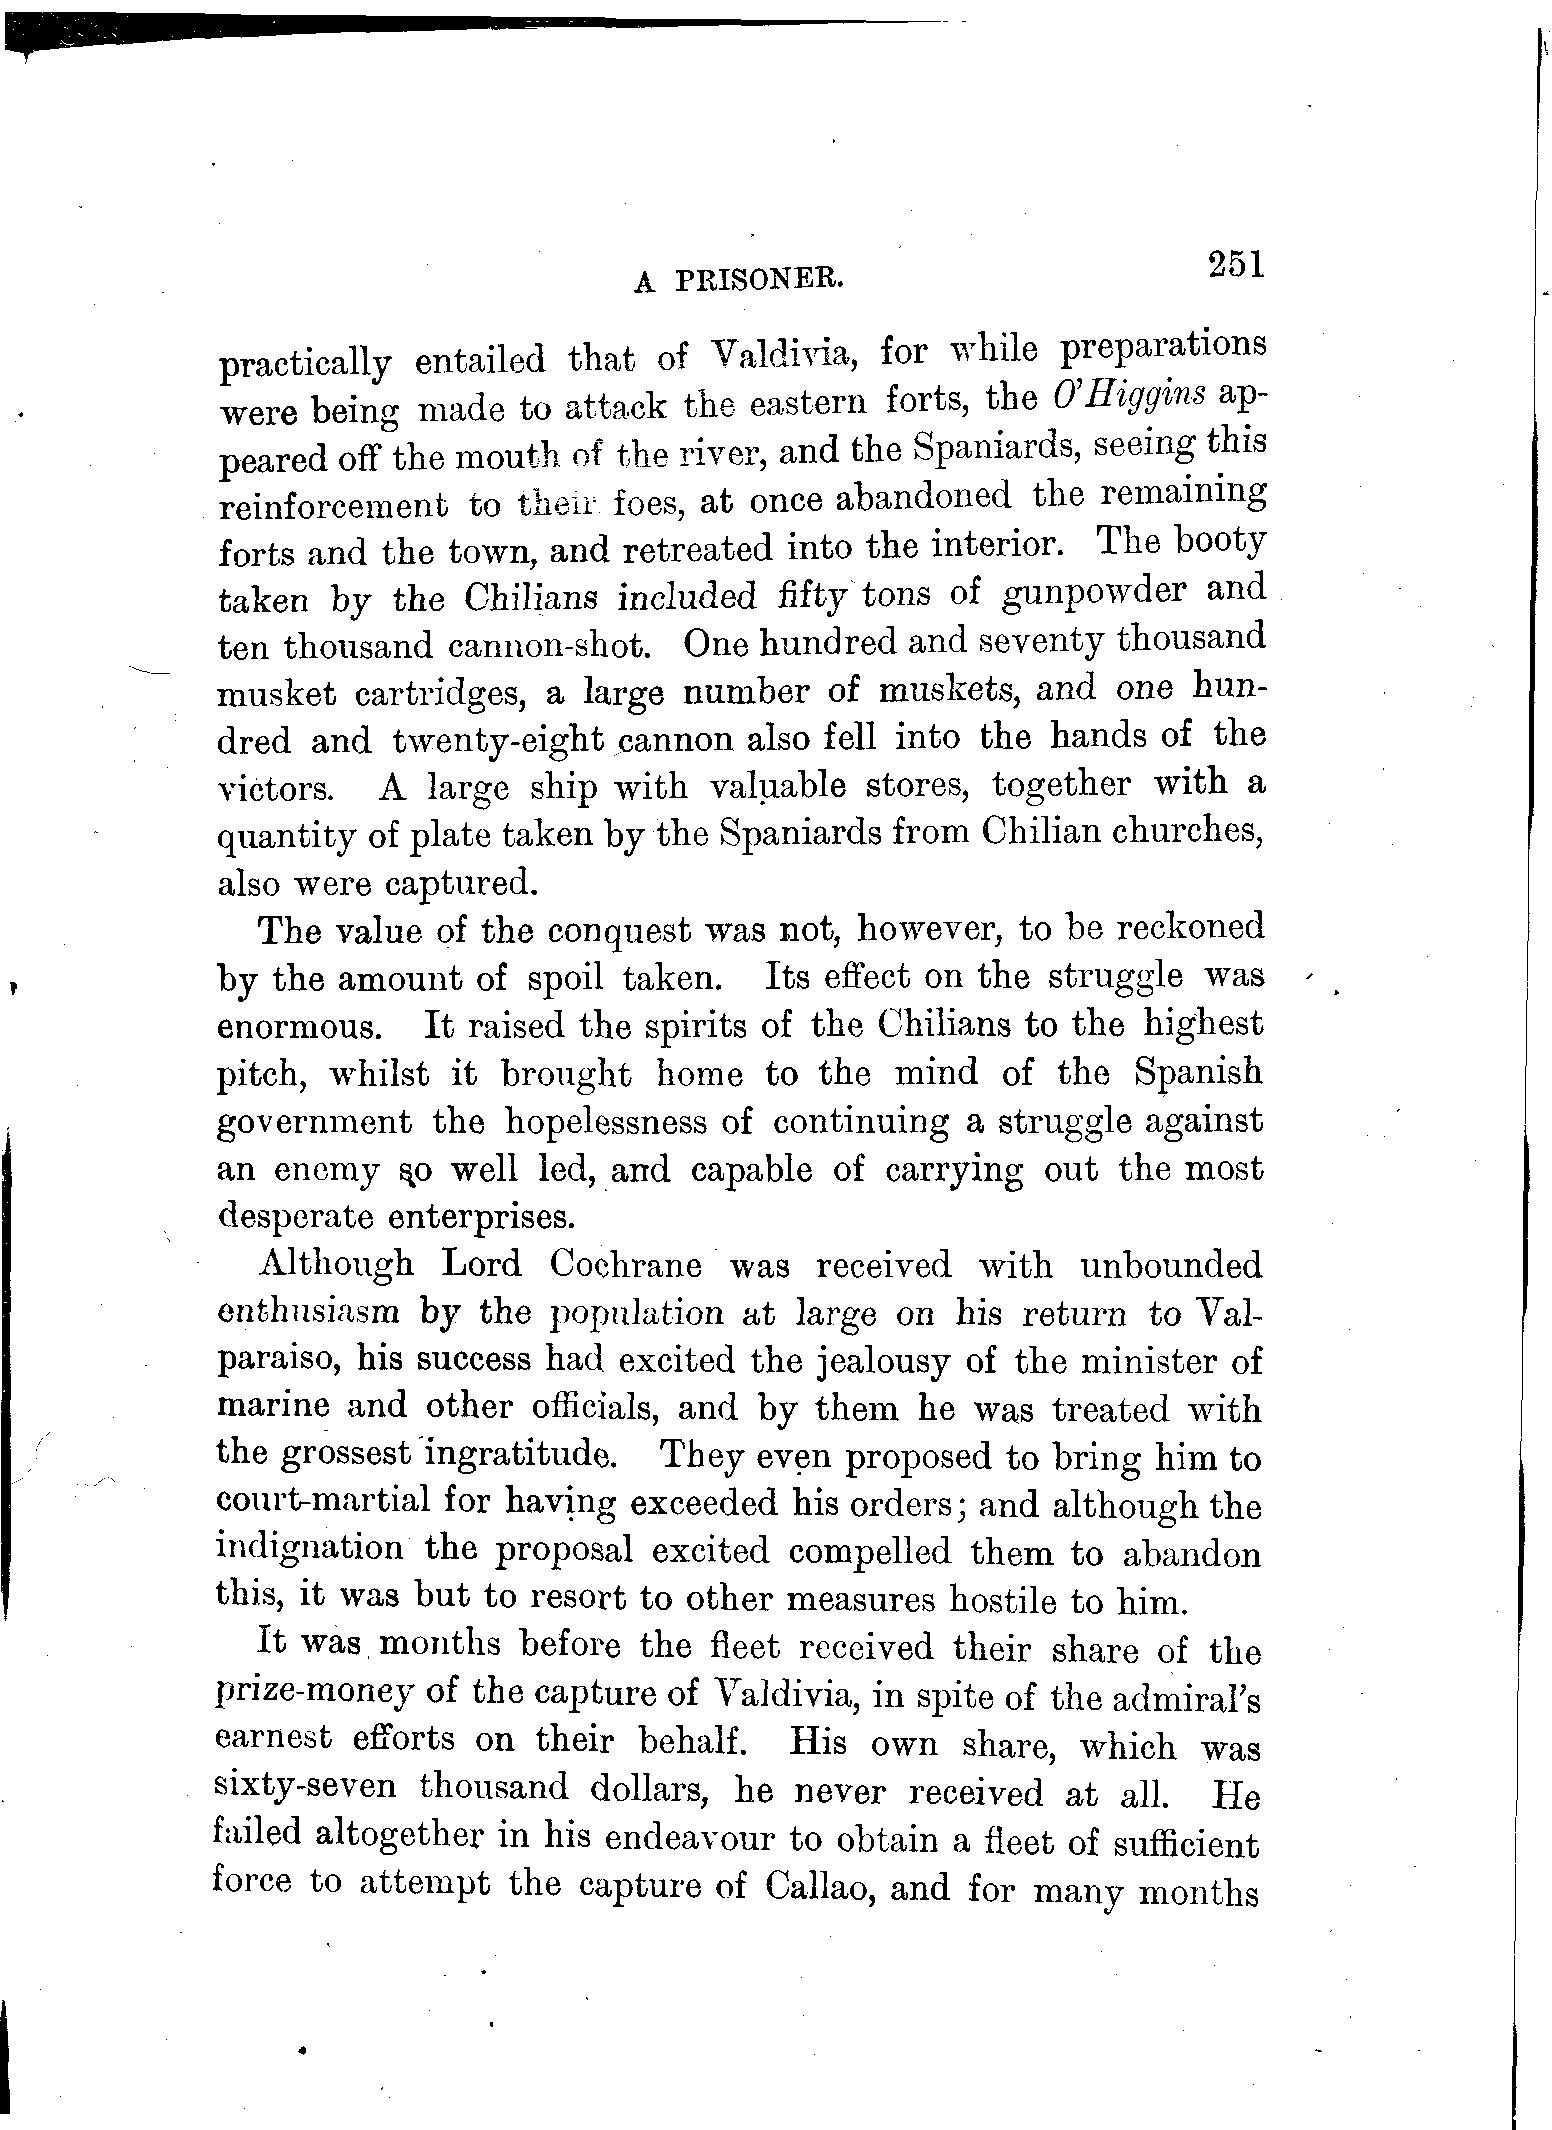 A PRISONER. 251
practically entailed that of Valdivia, for while preparations
were being made to attack the eastern forts, the O'Higgins ap-
peared off the mouth of the river, and the Spaniards, seeing this
reinforcement to their foes, at once abandoned the remaining
forts and the town, and retreated into the interior. The booty
taken by the Chilians included fifty tons of gunpowder and
ten thousand cannon-shot. One hundred and seventy thousand
musket cartridges, a large number of muskets, and one hun-
dred and twenty-eight cannon also fell into the hands of the
victors. A large ship with valuable stores, together with a
quantity of plate taken by the Spaniards from Chilian churches,
also were captured.
The value of the conquest was not, however, to be reckoned
by the amount of spoil taken. Its effect on the struggle was
enormous. It raised the spirits of the Chilians to the highest
pitch, whilst it brought home to the mind of the Spanish
government the hopelessness of continuing a struggle against
an enemy so well led, and capable of carrying out the most
desperate enterprises.
Although Lord Cochrane was received with unbounded
enthusiasm by the population at large on his return to Val-
paraiso, his success had excited the jealousy of the minister of
marine and other officials, and by them he was treated with
the grossest ingratitude. They even proposed to bring him to
court-martial for having exceeded his orders; and although the
indignation the proposal excited compelled them to abandon
this, it was but to resort to other measures hostile to him.
It was months before the fleet received their share of the
prize-money of the capture of Valdivia, in spite of the admiral's
earnest efforts on their behalf. His own share, which was
sixty-seven thousand dollars, he never received at all. He
failed altogether in his endeavour to obtain a fleet of sufficient
force to attempt the capture of Callao, and for many months